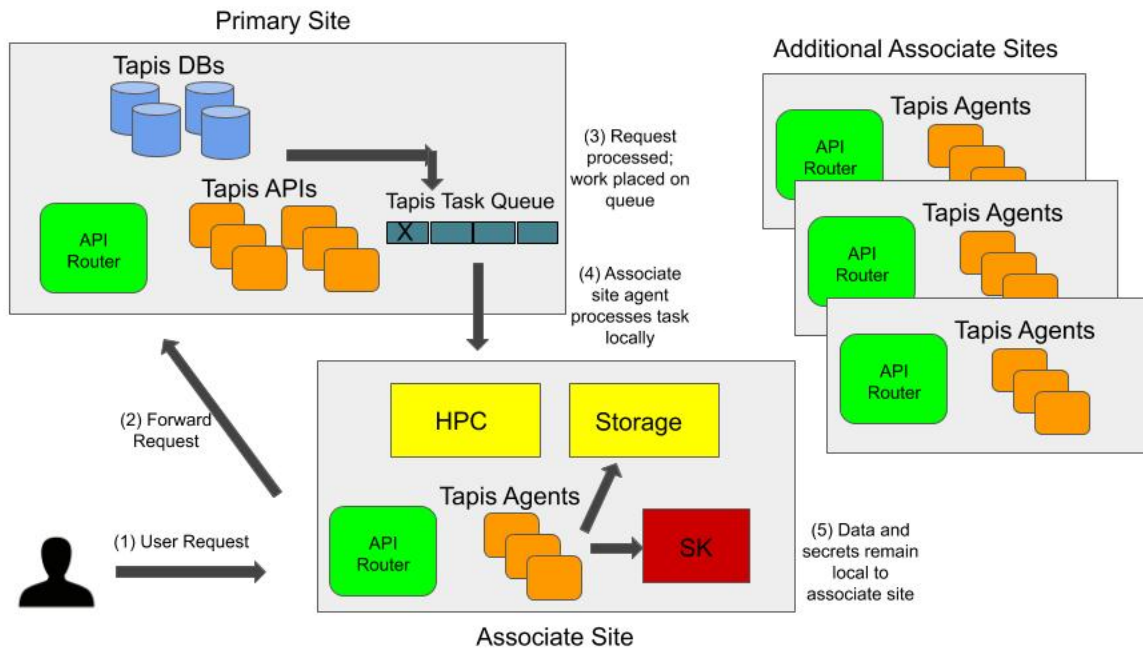 Primary Site
Tapis DBs
Tapis APIs
API
Router
Tapis Task Queue
X
(3) Request
processed;
work placed on
queue
(4) Associate
site agent
processes task
locally
Additional Associate Sites
Tapis Agents
API
Router
Tapis Agents
API
Router
Tapis Agents
API
Router
(2) Forward
Request
(1) User Request
HPC
Storage
Tapis Agents
API
Router
SK
(5) Data and
secrets remain
local to
associate site
Associate Site